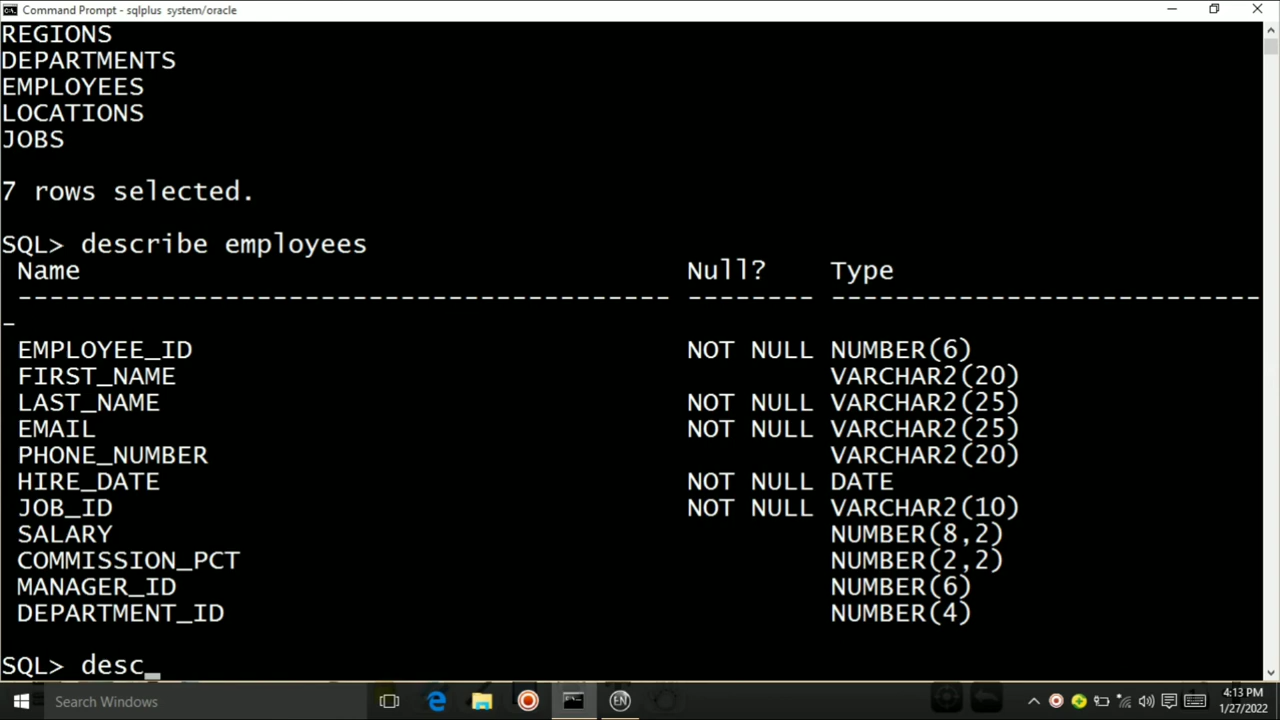 Command Prompt - sqlplus system/oracle
REGIONS
DEPARTMENTS
EMPLOYEES
LOCATIONS
JOBS
7 rows selected.
SQL> describe employees
Name Null? Type
----------------------------------------- -------- ---------------------------
-
EMPLOYEE_ID NOT NULL NUMBER(6)
FIRST_NAME VARCHAR2(20)
LAST_NAME NOT NULL VARCHAR2(25)
EMAIL NOT NULL VARCHAR2(25)
PHONE_NUMBER VARCHAR2(20)
HIRE_DATE NOT NULL DATE
JOB_ID NOT NULL VARCHAR2(10)
SALARY NUMBER(8,2)
COMMISSION_PCT NUMBER(2,2)
MANAGER_ID NUMBER(6)
DEPARTMENT_ID NUMBER(4)
SQL> desc_
Search Windows
EN
4:13 PM
1/27/2022